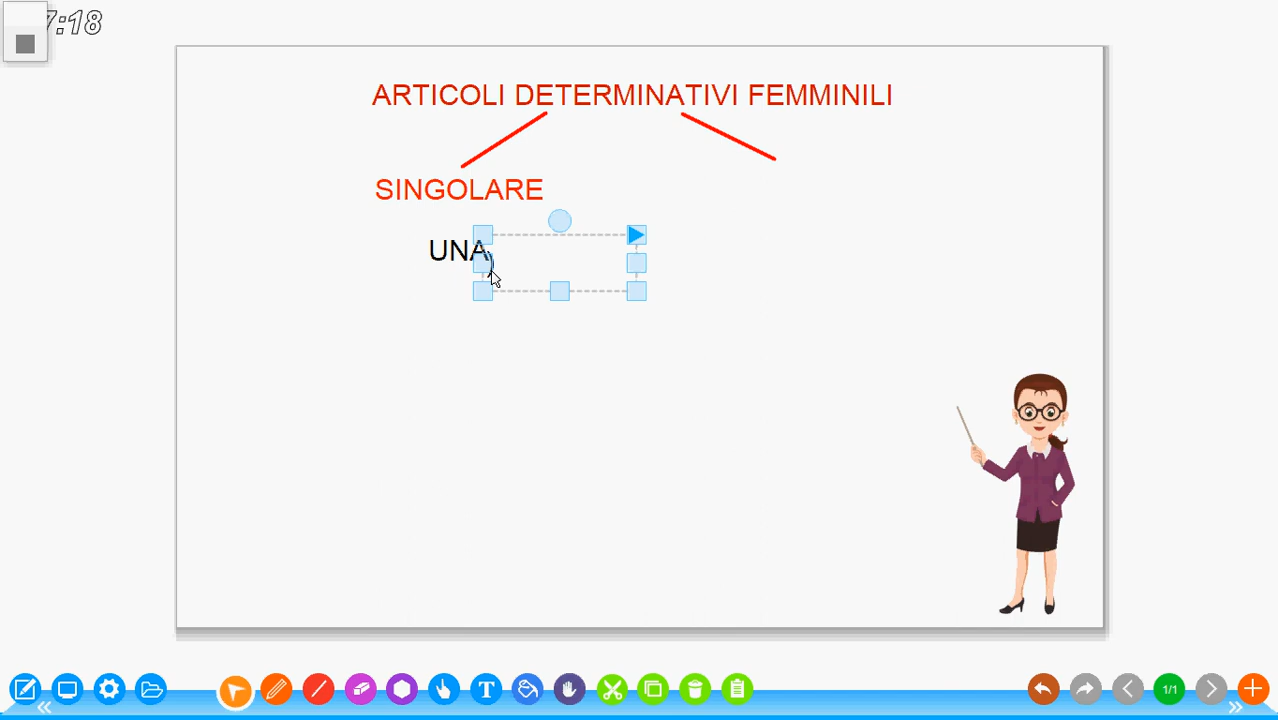 7:18
ARTICOLI DETERMINATIVI FEMMINILI
SINGOLARE
UNA,
T
1/1